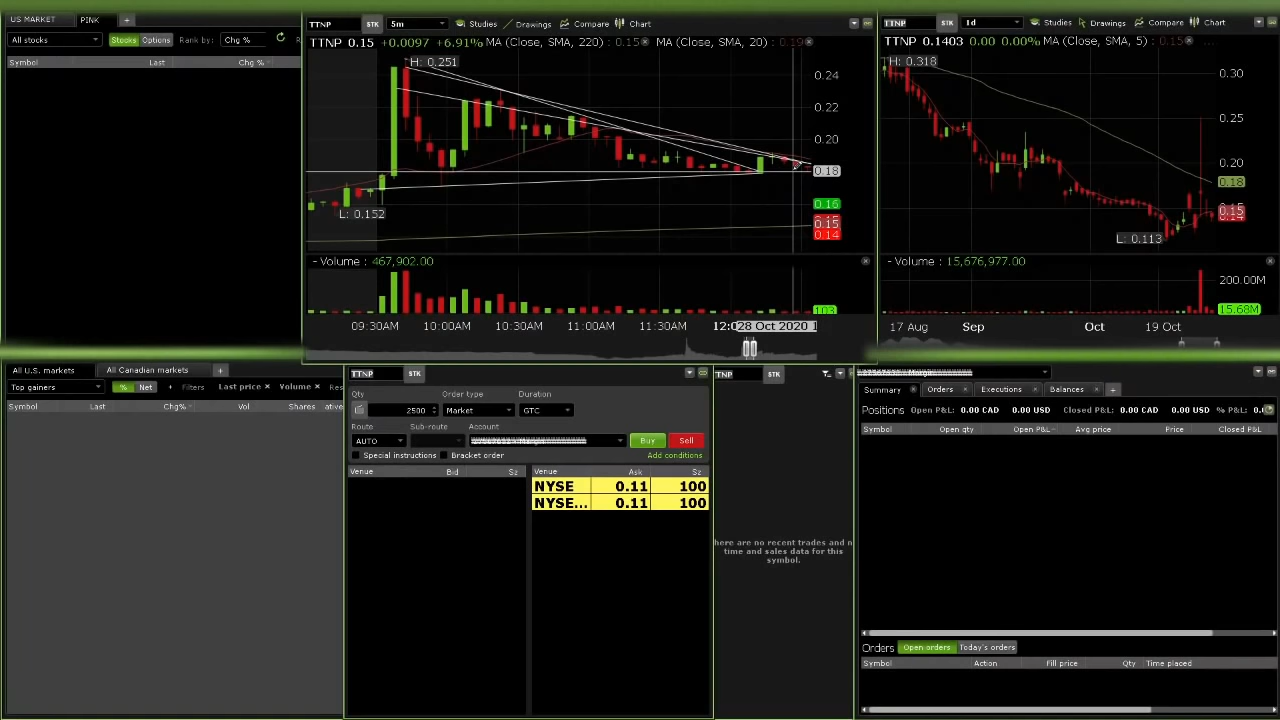 US MARKET PINK +
All stocks Stocks Options Rank by: Chg %
Symbol Last Chg %
TTNP STK 5m Studies Drawings Compare Chart
TTNP 0.15 +0.0097 +6.91% MA (Close, SMA, 220) : 0.15 MA (Close, SMA, 20) : 0.19
H: 0.251
L: 0.152
0.24
0.22
0.20
0.18
0.16
0.15
0.14
- Volume : 467,902.00
103
09:30AM 10:00AM 10:30AM 11:00AM 11:30AM 12:0 28 Oct 2020 1
TTNP STK 1d Studies Drawings Compare Chart
TTNP 0.1403 0.00 0.00% MA (Close, SMA, 5) : 0.15 ...
H: 0.318
L: 0.113
0.30
0.25
0.20
0.18
0.15
- Volume : 15,676,977.00
200.00M
15.68M
17 Aug Sep Oct 19 Oct
All U.S. markets All Canadian markets +
Top gainers % Net + Filters Last price × Volume × Res
Symbol Last Chg% Vol Shares ative
TTNP STK
Qty Order type Duration
2500 Market GTC
Route Sub-route Account
AUTO Buy Sell
Special instructions Bracket order Add conditions
Venue Bid Sz Venue Ask Sz
NYSE 0.11 100
NYSE... 0.11 100
TTNP STK
here are no recent trades and n
time and sales data for this
symbol.
Summary Orders Executions Balances +
Positions Open P&L: 0.00 CAD 0.00 USD Closed P&L: 0.00 CAD 0.00 USD % P&L: 0.
Symbol Open qty Open P&L Avg price Price Closed P&L
Orders Open orders Today's orders
Symbol Action Fill price Qty Time placed